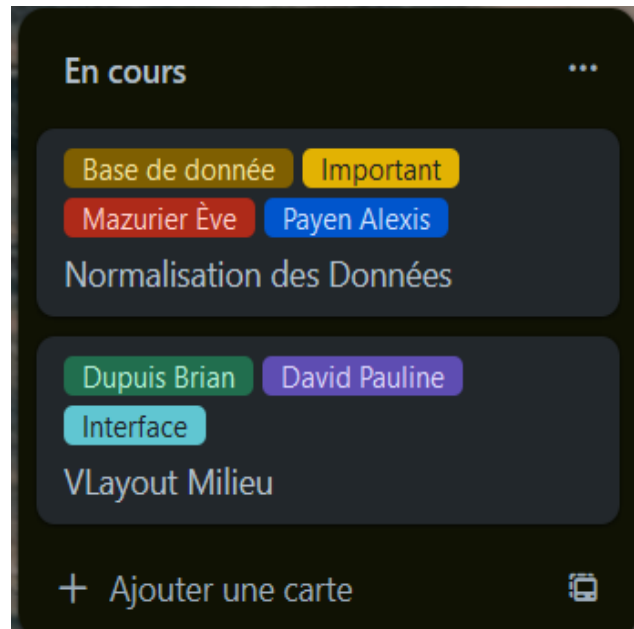 En cours
Base de donnée Important
Mazurier Ève Payen Alexis
Normalisation des Données
Dupuis Brian David Pauline
Interface
VLayout Milieu
+ Ajouter une carte